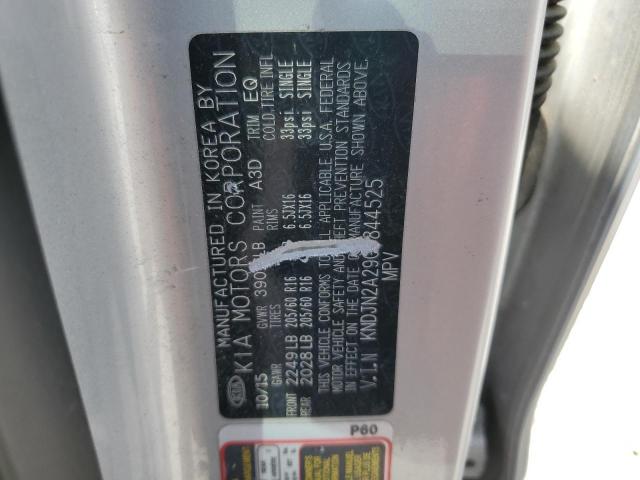 MANUFACTURED IN KOREA BY
KIA MOTORS CORPORATION
KIA
10/15 GVWR LB PAINT A3D TRIM EQ
GAWR TIRES RIMS COLD TIRE INFL
FRONT 2249LB 205/60 R16 6.5JX16 33psi SINGLE
REAR 2028LB 205/60 R16 6.5JX16 33psi SINGLE
THIS VEHICLE CONFORMS TO ALL APPLICABLE U.S.A. FEDERAL
MOTOR VEHICLE SAFETY AND THEFT PREVENTION STANDARDS
IN EFFECT ON THE DATE OF MANUFACTURE SHOWN ABOVE.
V.I.N KNDJN2A29 844525
MPV
P60